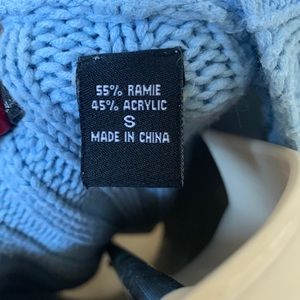 55% RAMIE
45% ACRYLIC
S
MADE IN CHINA